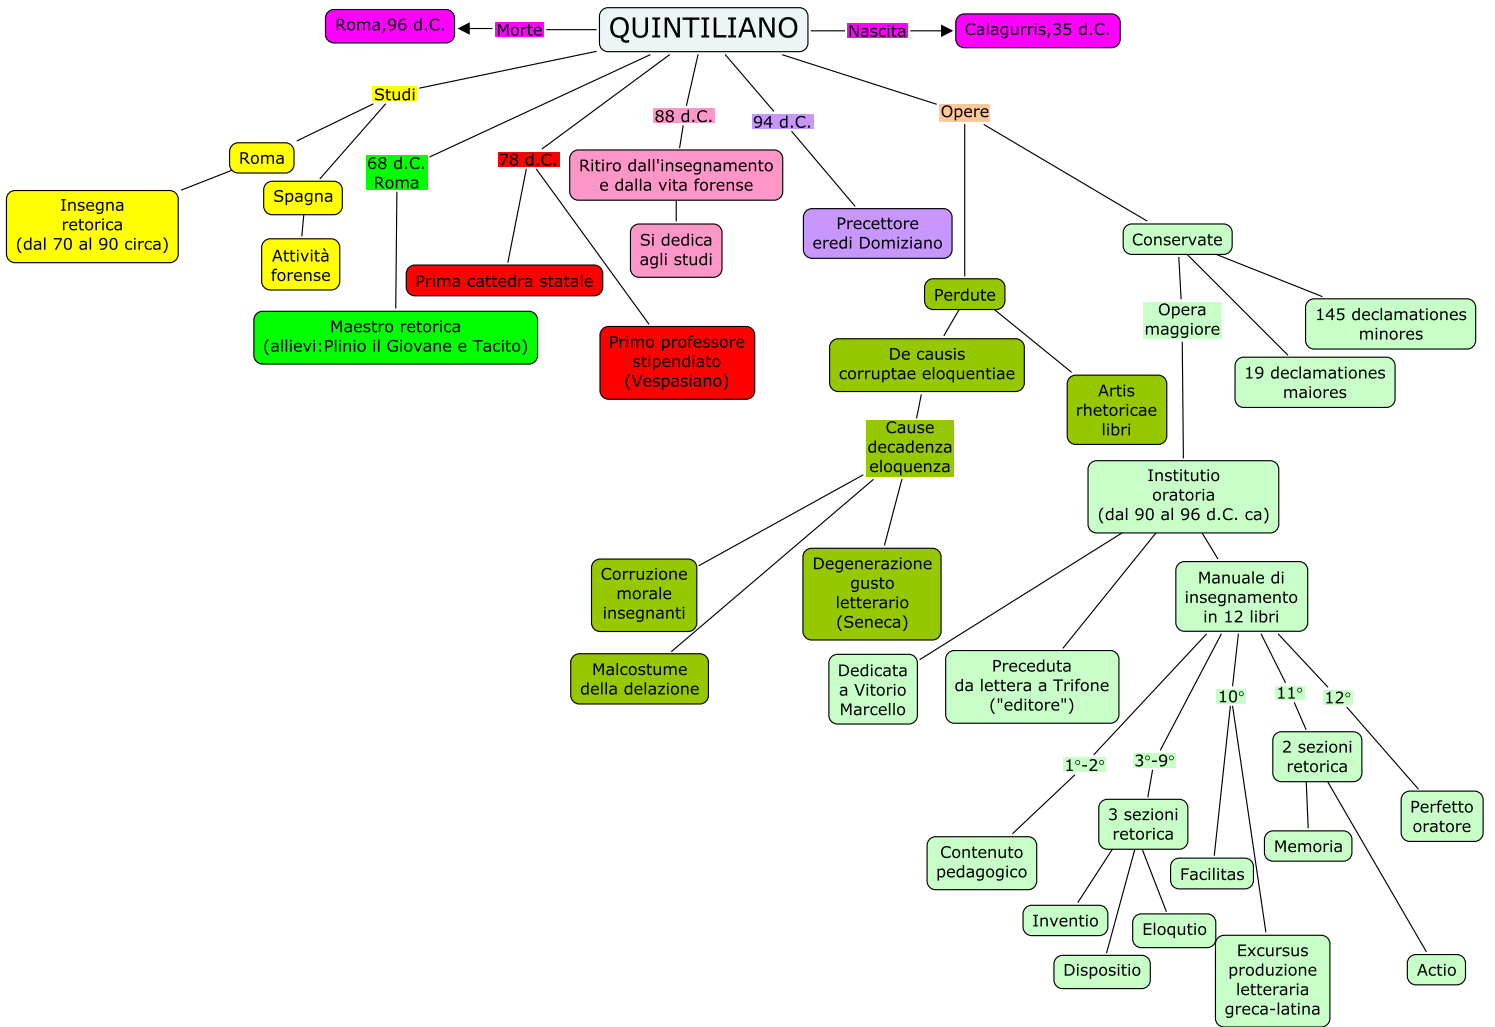 QUINTILIANO
Morte
Roma,96 d.C.
Nascita
Calagurris,35 d.C.
Studi
Roma
Insegna
retorica
(dal 70 al 90 circa)
Spagna
Attività
forense
68 d.C.
Roma
Maestro retorica
(allievi:Plinio il Giovane e Tacito)
78 d.C.
Prima cattedra statale
Primo professore
stipendiato
(Vespasiano)
88 d.C.
Ritiro dall'insegnamento
e dalla vita forense
Si dedica
agli studi
94 d.C.
Precettore
eredi Domiziano
Opere
Perdute
De causis
corruptae eloquentiae
Cause
decadenza
eloquenza
Corruzione
morale
insegnanti
Malcostume
della delazione
Degenerazione
gusto
letterario
(Seneca)
Artis
rhetoricae
libri
Conservate
Opera
maggiore
19 declamationes
maiores
145 declamationes
minores
Institutio
oratoria
(dal 90 al 96 d.C. ca)
Dedicata
a Vitorio
Marcello
Preceduta
da lettera a Trifone
("editore")
Manuale di
insegnamento
in 12 libri
1°-2°
Contenuto
pedagogico
3°-9°
3 sezioni
retorica
Inventio
Dispositio
Eloqutio
10°
Facilitas
Excursus
produzione
letteraria
greca-latina
11°
2 sezioni
retorica
Memoria
Actio
12°
Perfetto
oratore